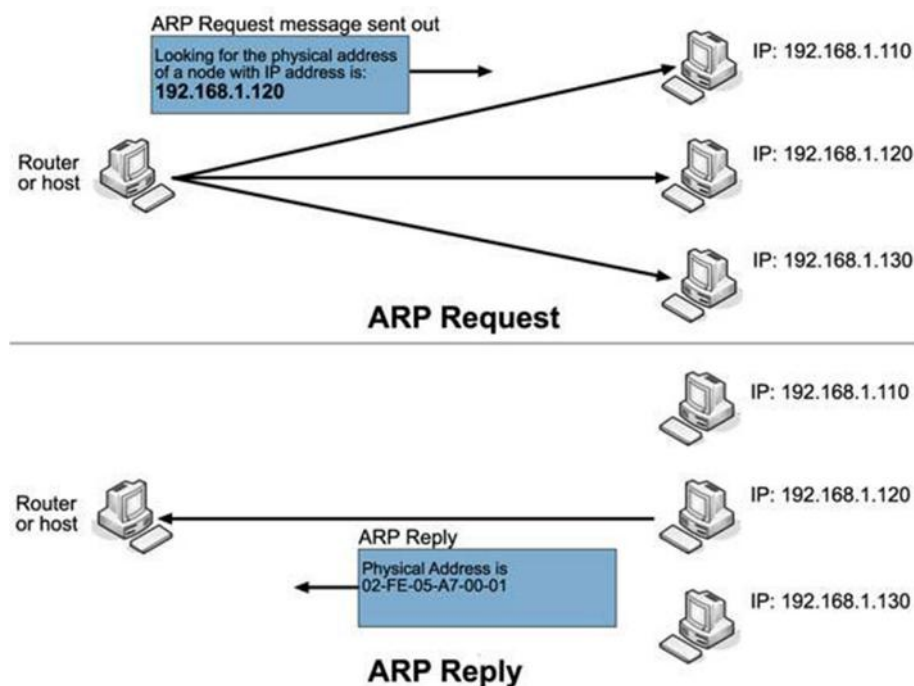 ARP Request message sent out
Looking for the physical address
of a node with IP address is:
192.168.1.120
IP: 192.168.1.110
Router
or host
IP: 192.168.1.120
IP: 192.168.1.130
ARP Request
IP: 192.168.1.110
Router
or host
IP: 192.168.1.120
ARP Reply
Physical Address is
02-FE-05-A7-00-01
IP: 192.168.1.130
ARP Reply